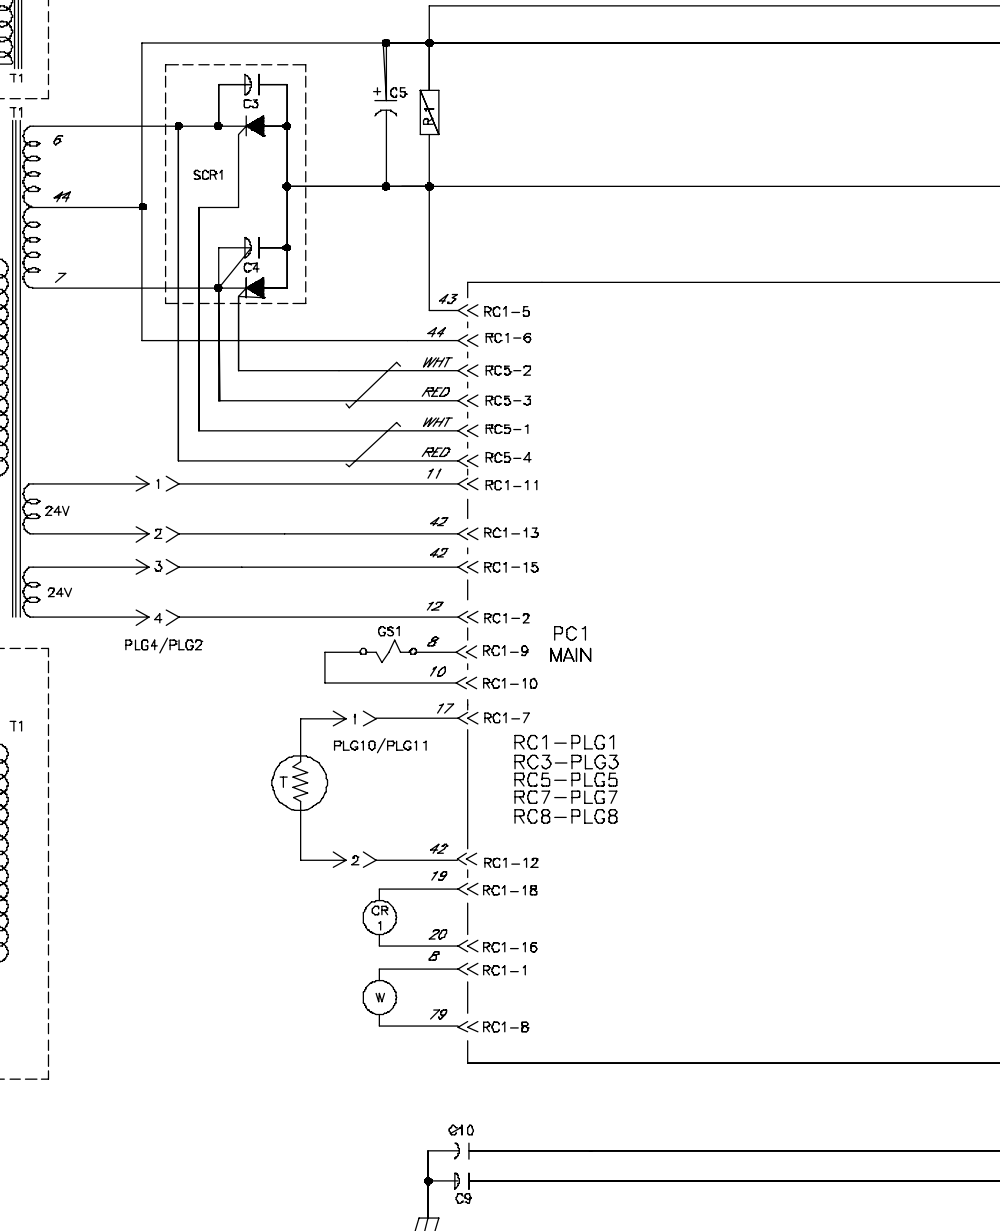 T1
T1
6
44
7
C3
SCR1
C4
+ C5
R1
43 RC1-5
44 RC1-6
WHT RC5-2
RED RC5-3
WHT RC5-1
RED RC5-4
24V 1 11 RC1-11
2 42 RC1-13
24V 3 42 RC1-15
4 12 RC1-2
PLG4/PLG2
GS1 8 RC1-9
10 RC1-10
PC1
MAIN
T1
1 17 RC1-7
PLG10/PLG11
T
RC1-PLG1
RC3-PLG3
RC5-PLG5
RC7-PLG7
RC8-PLG8
2 42 RC1-12
19 RC1-18
CR
1
20 RC1-16
8 RC1-1
W
79 RC1-8
C10
C9